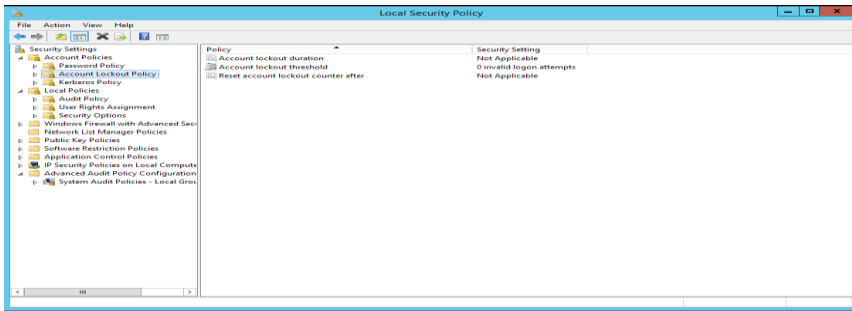 Local Security Policy
File Action View Help
Security Settings
Account Policies
Password Policy
Account Lockout Policy
Kerberos Policy
Local Policies
Audit Policy
User Rights Assignment
Security Options
Windows Firewall with Advanced Secu
Network List Manager Policies
Public Key Policies
Software Restriction Policies
Application Control Policies
IP Security Policies on Local Compute
Advanced Audit Policy Configuration
System Audit Policies - Local Grou
Policy Security Setting
Account lockout duration Not Applicable
Account lockout threshold 0 invalid logon attempts
Reset account lockout counter after Not Applicable